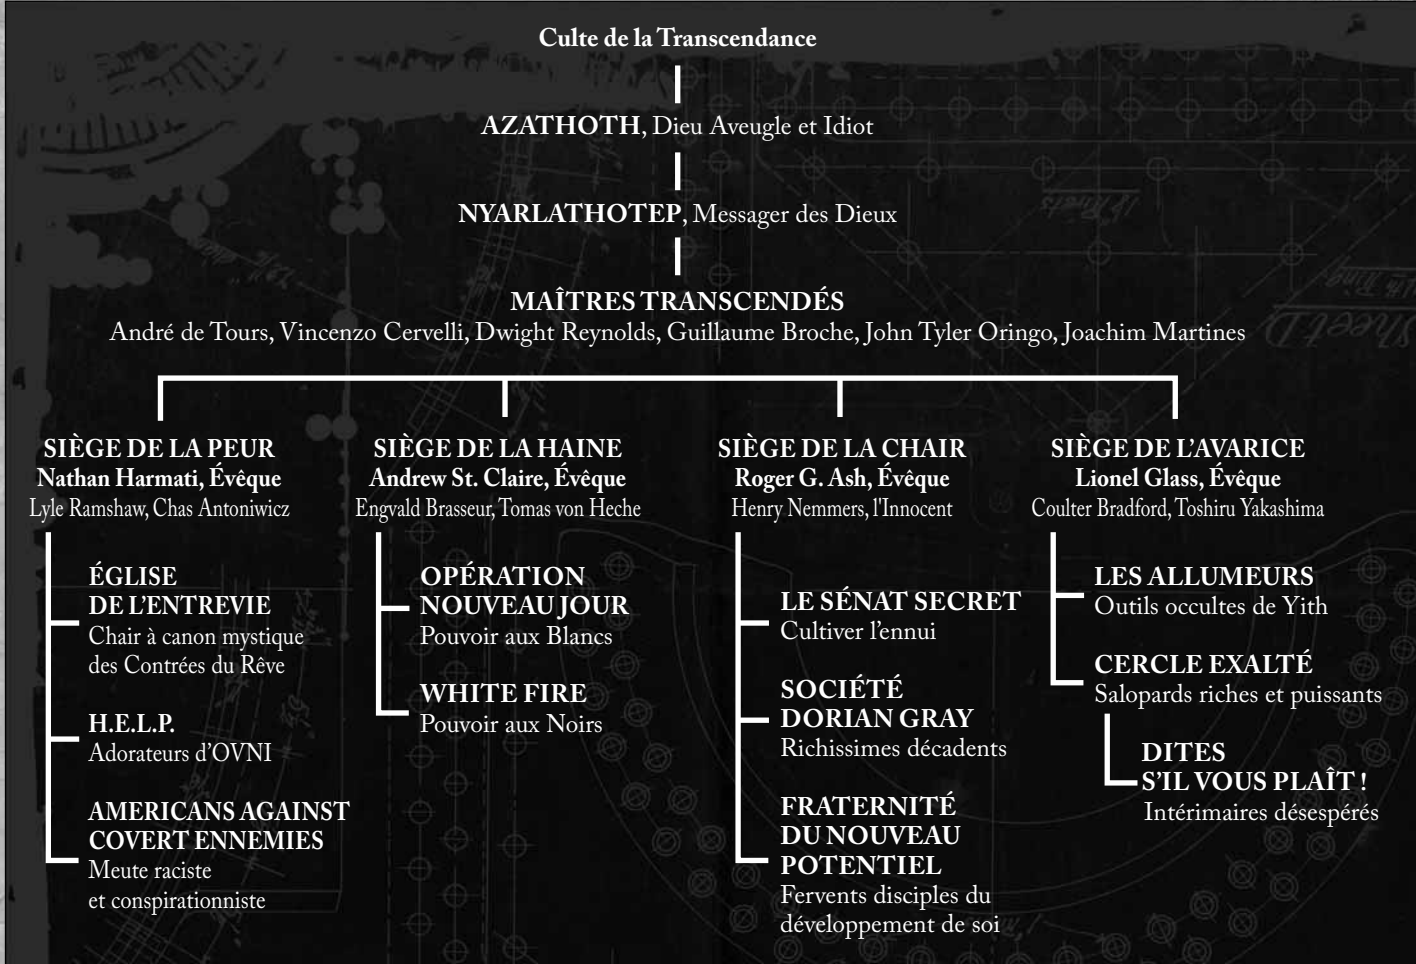 Culte de la Transcendance
AZATHOTH, Dieu Aveugle et Idiot
NYARLATHOTEP, Messager des Dieux
MAÎTRES TRANSCENDÉS
André de Tours, Vincenzo Cervelli, Dwight Reynolds, Guillaume Broche, John Tyler Oringo, Joachim Martines
SIÈGE DE LA PEUR
Nathan Harmati, Évêque
Lyle Ramshaw, Chas Antoniwicz
ÉGLISE
DE L'ENTREVIE
Chair à canon mystique
des Contrées du Rêve
H.E.L.P.
Adorateurs d'OVNI
AMERICANS AGAINST
COVERT ENNEMIES
Meute raciste
et conspirationniste
SIÈGE DE LA HAINE
Andrew St. Claire, Évêque
Engvald Brasseur, Tomas von Heche
OPÉRATION
NOUVEAU JOUR
Pouvoir aux Blancs
WHITE FIRE
Pouvoir aux Noirs
SIÈGE DE LA CHAIR
Roger G. Ash, Évêque
Henry Nemmers, l'Innocent
LE SÉNAT SECRET
Cultiver l'ennui
SOCIÉTÉ
DORIAN GRAY
Richissimes décadents
FRATERNITÉ
DU NOUVEAU
POTENTIEL
Fervents disciples du
développement de soi
SIÈGE DE L'AVARICE
Lionel Glass, Évêque
Coulter Bradford, Toshiru Yakashima
LES ALLUMEURS
Outils occultes de Yith
CERCLE EXALTÉ
Salopards riches et puissants
DITES
S'IL VOUS PLAÎT !
Intérimaires désespérés